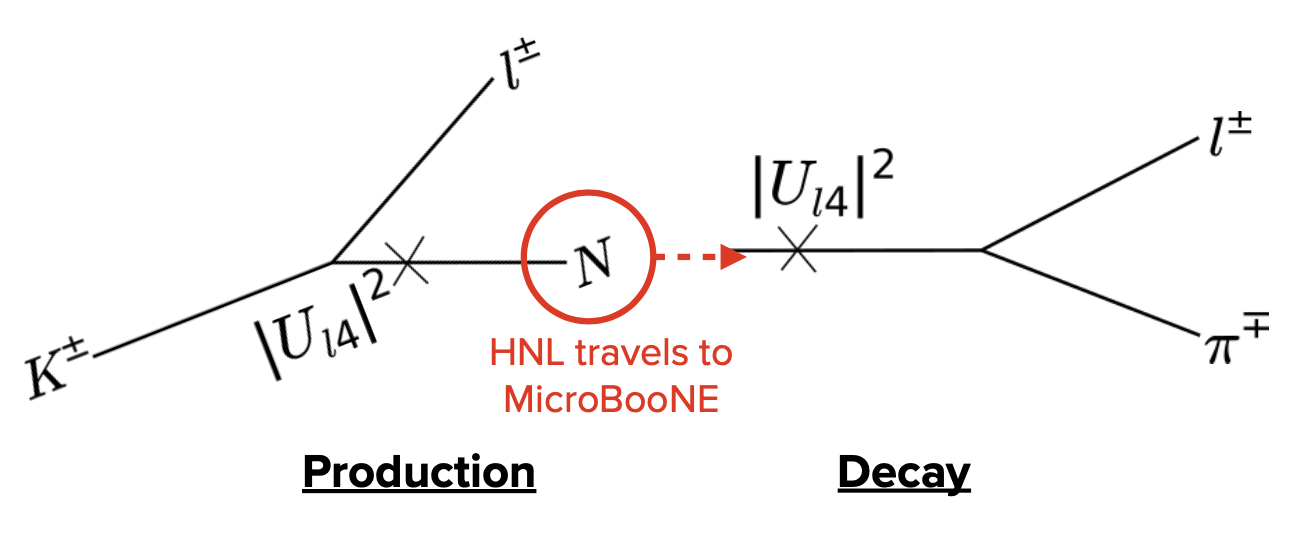 l±
|Uₗ₄|²
N
K±
|Uₗ₄|²
HNL travels to
MicroBooNE
l±
π∓
Production
Decay